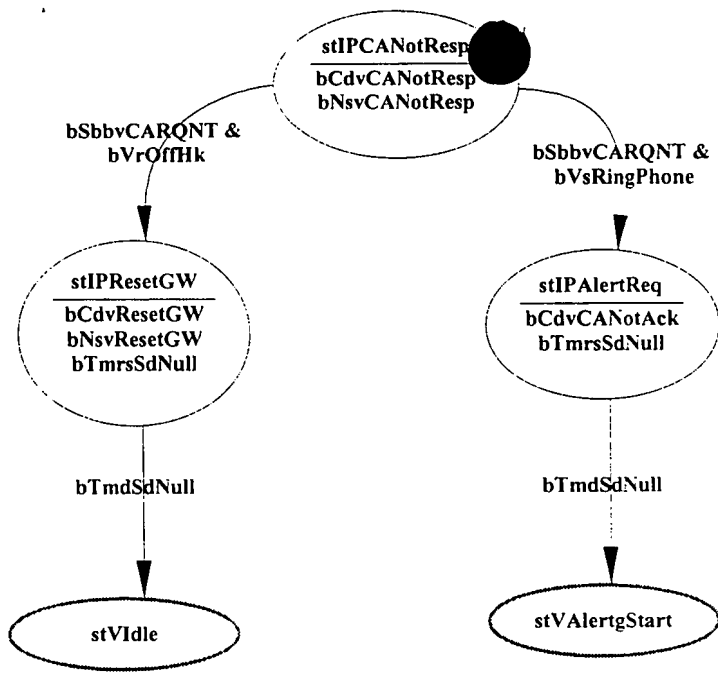 stIPCANotResp
bCdvCANotResp
bNsvCANotResp
bSbbvCARQNT &
bVrOffHk
bSbbvCARQNT &
bVsRingPhone
stIPResetGW
bCdvResetGW
bNsvResetGW
bTmrsSdNull
stIPAlertReq
bCdvCANotAck
bTmrsSdNull
bTmdSdNull
bTmdSdNull
stVIdle
stVAlertgStart